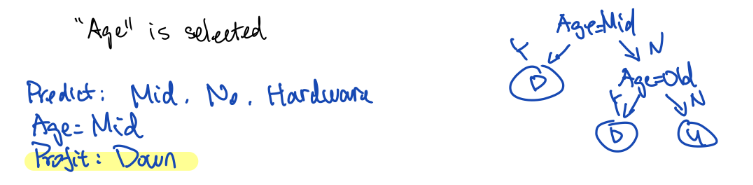 "Age" is selected
Predict: Mid, No, Hardware
Age=Mid
Profit: Down
Age=Mid
Y N
D Age=Old
Y N
D U